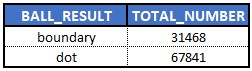 BALL_RESULT TOTAL_NUMBER
boundary 31468
dot 67841